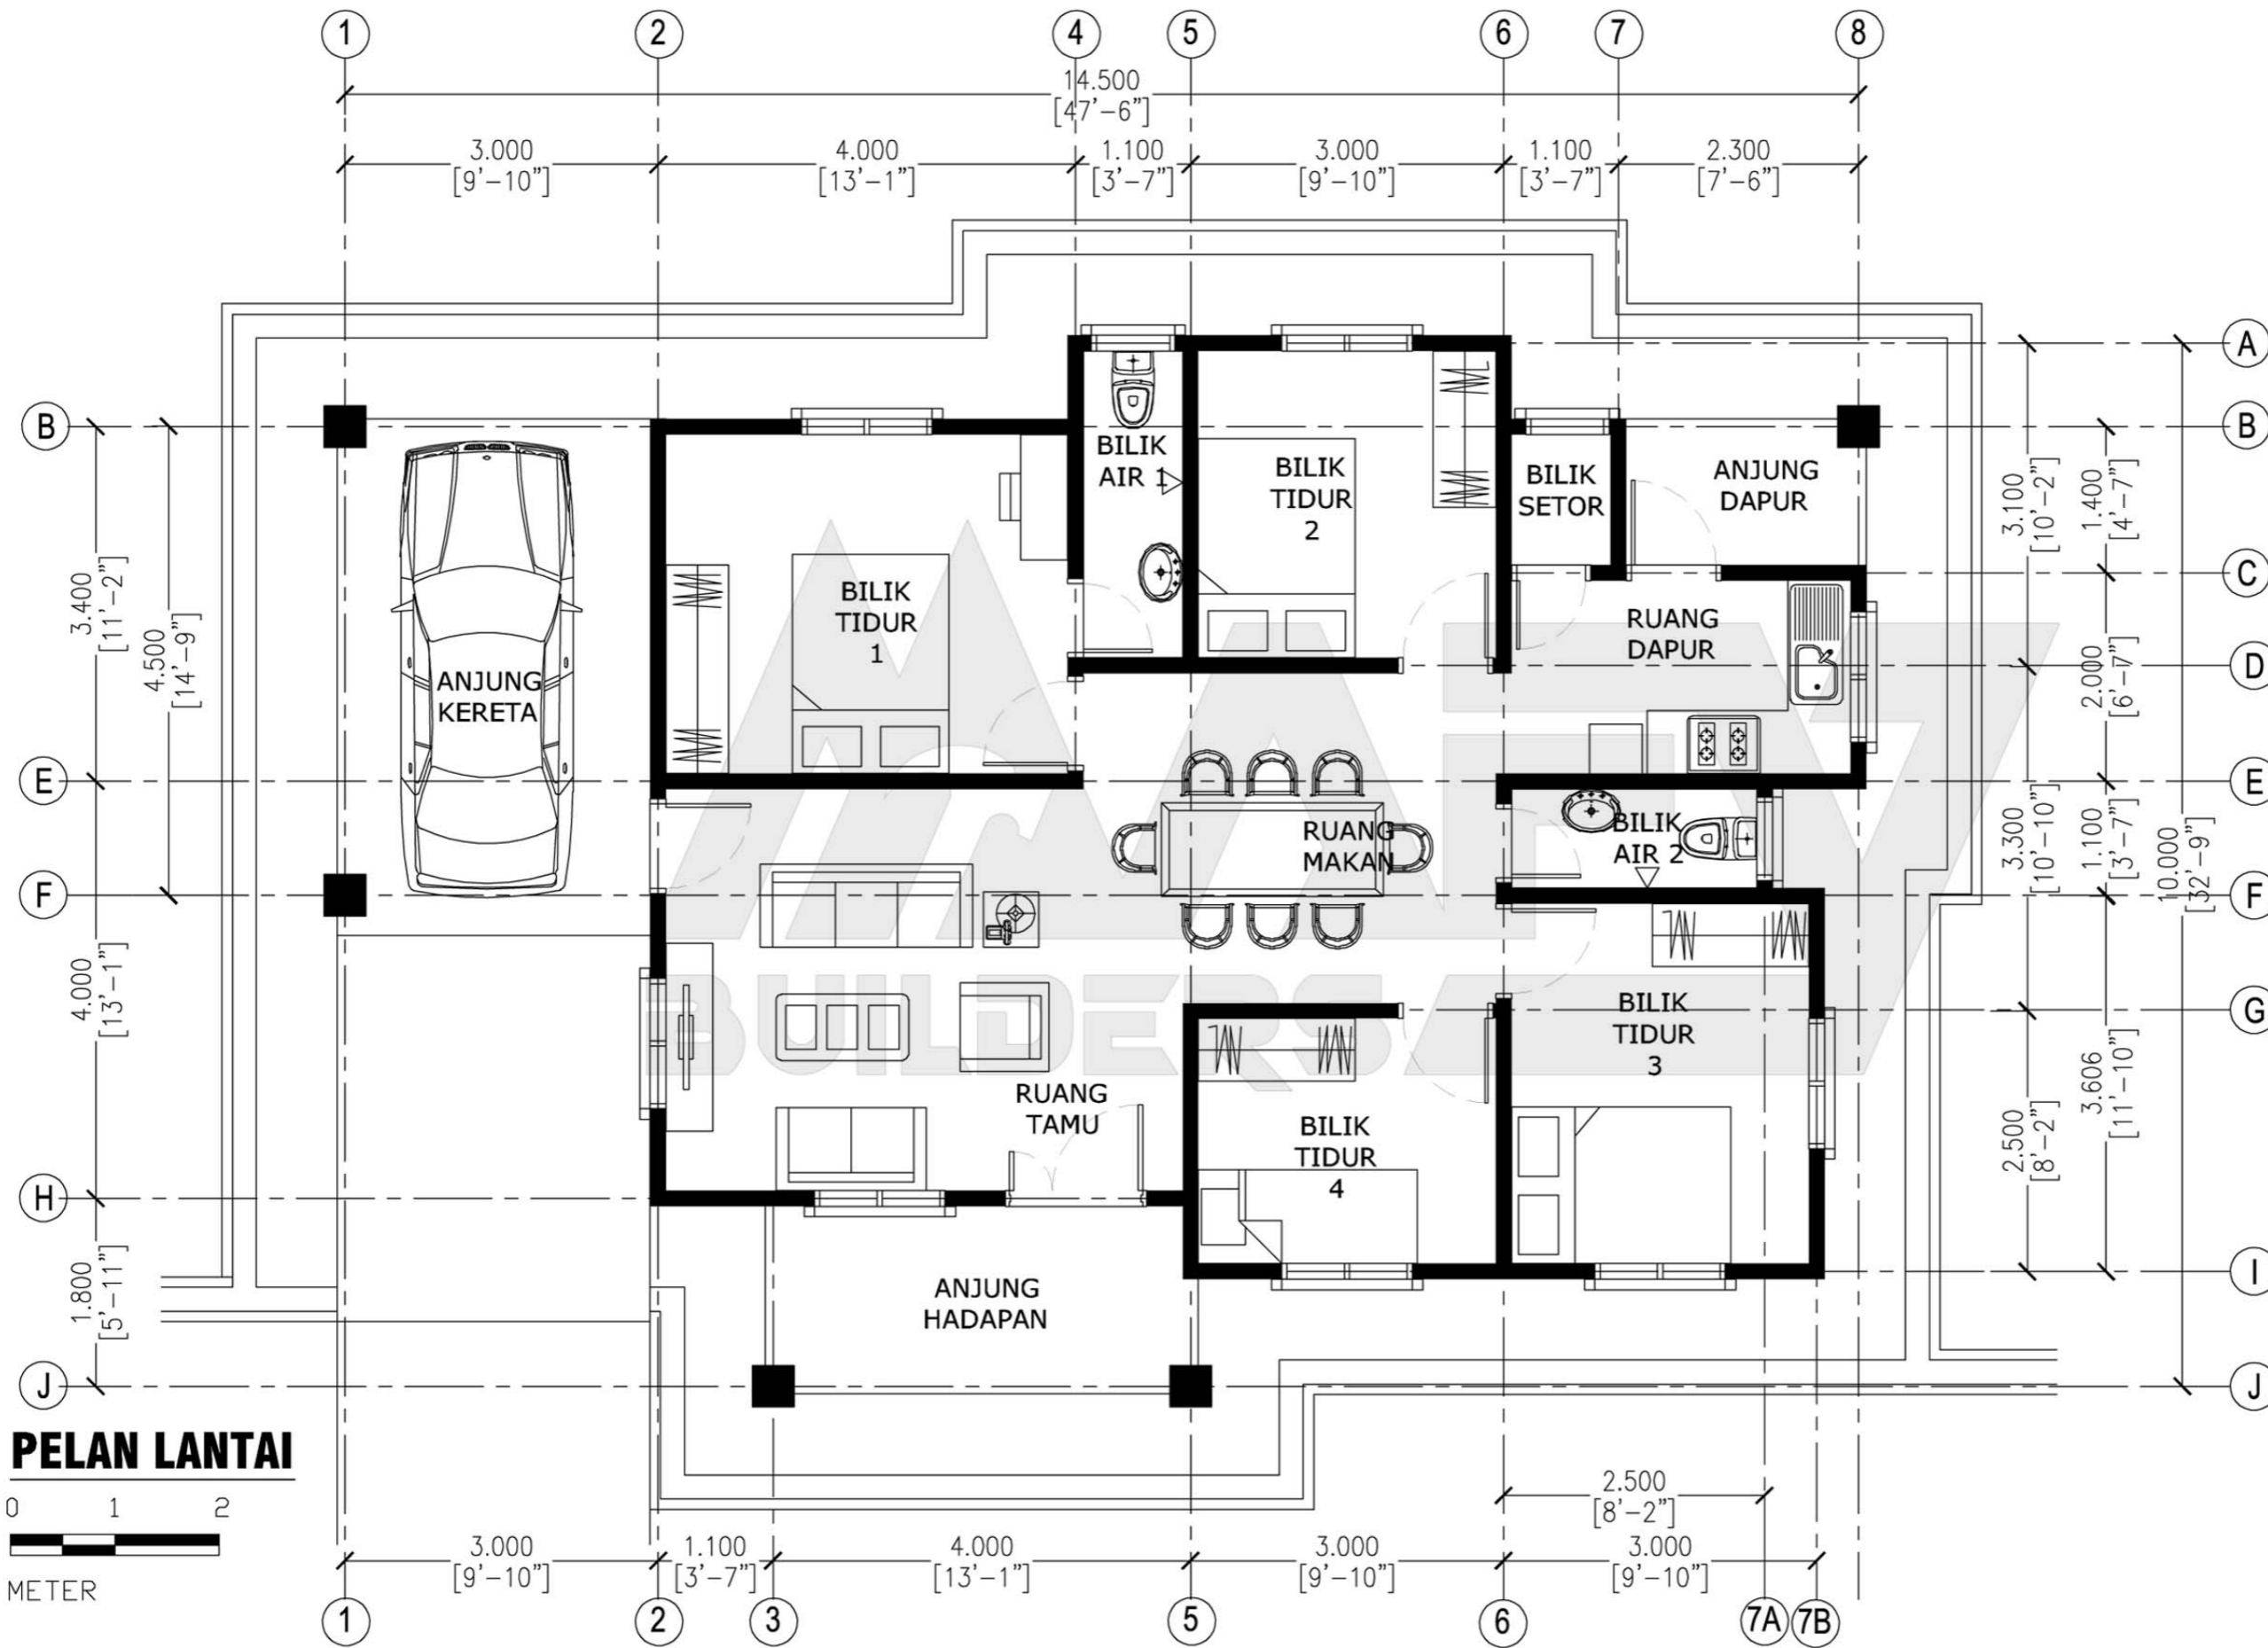 1 2 4 5 6 7 8
14.500
[47'-6"]
3.000 4.000 1.100 3.000 1.100 2.300
[9'-10"] [13'-1"] [3'-7"] [9'-10"] [3'-7"] [7'-6"]
A
B
B
C
D
E
E
F
F
G
H
I
J
J
3.400
[11'-2"]
4.500
[14'-9"]
4.000
[13'-1"]
1.800
[5'-11"]
3.100
[10'-2"]
1.400
[4'-7"]
2.000
[6'-7"]
3.300
[10'-10"]
1.100
[3'-7"]
10.000
[32'-9"]
2.500
[8'-2"]
3.606
[11'-10"]
BILIK
AIR 1
BILIK
TIDUR
2
BILIK
SETOR
ANJUNG
DAPUR
BILIK
TIDUR
1
RUANG
DAPUR
ANJUNG
KERETA
RUANG
MAKAN
BILIK
AIR 2
BUILDERS
BILIK
TIDUR
3
RUANG
TAMU
BILIK
TIDUR
4
ANJUNG
HADAPAN
PELAN LANTAI
0 1 2
METER
2.500
[8'-2"]
3.000 1.100 4.000 3.000 3.000
[9'-10"] [3'-7"] [13'-1"] [9'-10"] [9'-10"]
1 2 3 5 6 7A 7B